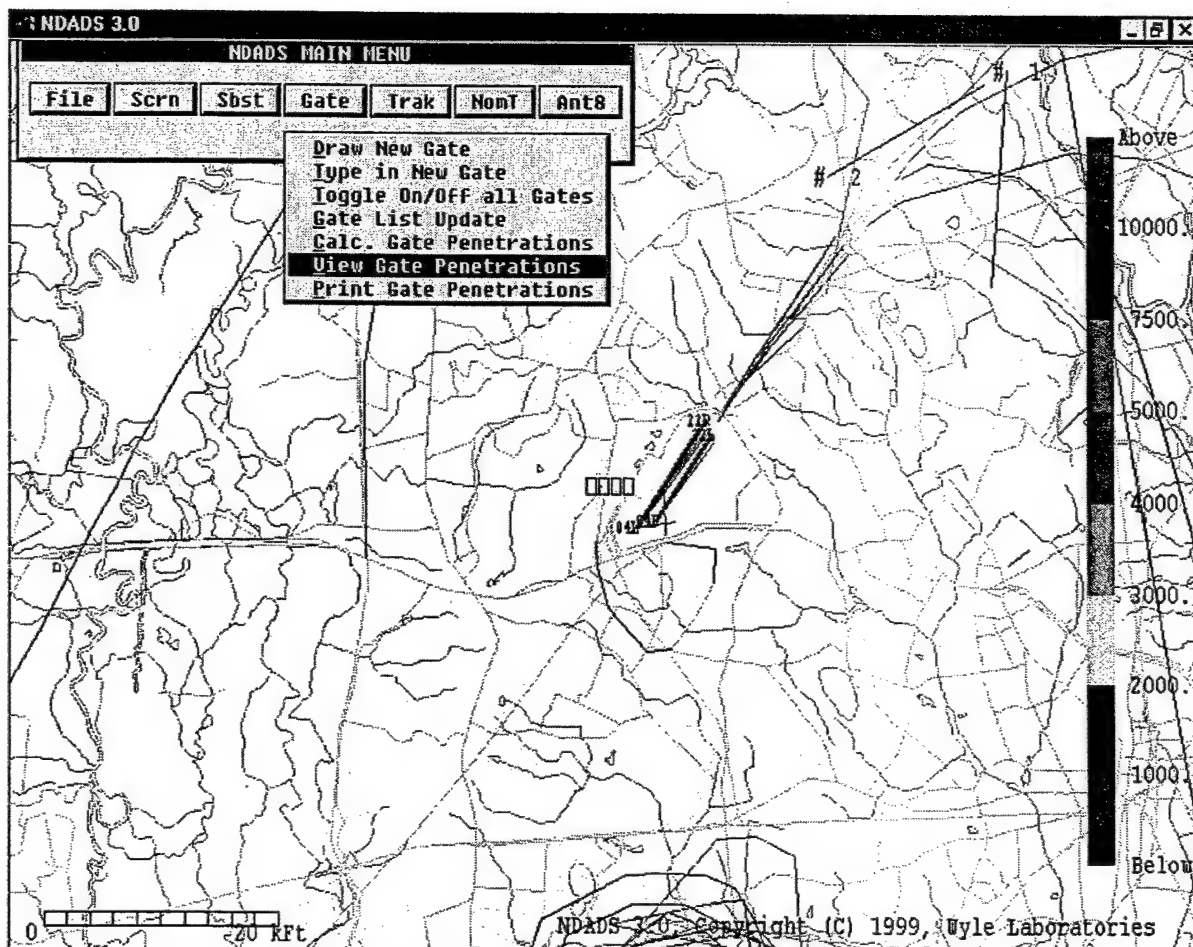 NDADS 3.0
NDADS MAIN MENU
File Scrn Sbst Gate Trak NomT Ant8
Draw New Gate
Type in New Gate
Toggle On/Off all Gates
Gate List Update
Calc. Gate Penetrations
View Gate Penetrations
Print Gate Penetrations
# 1
# 2
Above
10000.
7500.
5000.
4000.
3000.
2000.
1000.
Below
22R
04L
0 20 kFt
NDADS 3.0, Copyright (C) 1999, Wyle Laboratories